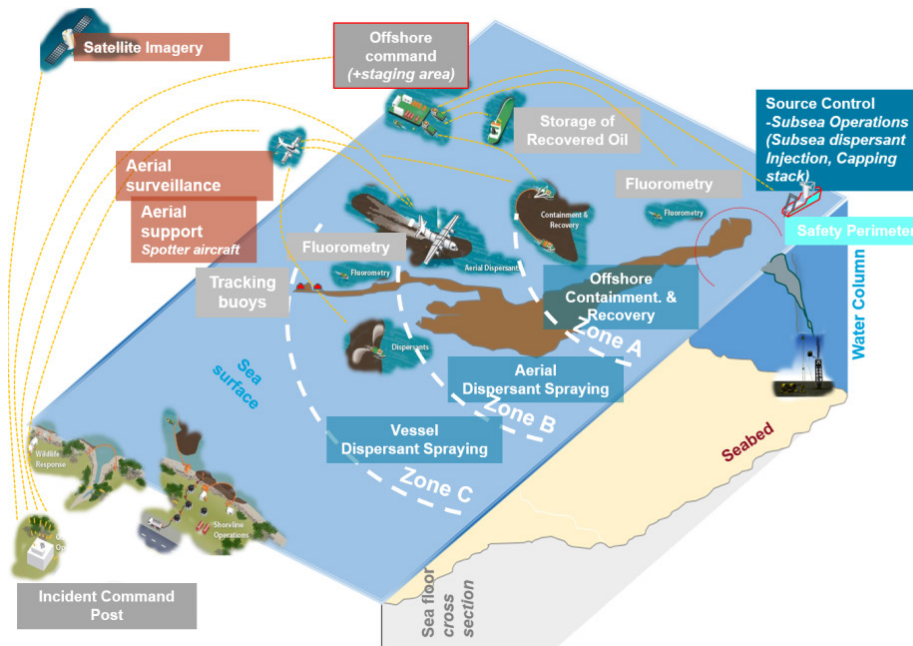 Satellite Imagery
Offshore
command
(+staging area)
Storage of
Recovered Oil
Source Control
-Subsea Operations
(Subsea dispersant
Injection, Capping
stack)
Aerial
surveillance
Aerial
support
Spotter aircraft
Fluorometry
Fluorometry
Safety Perimeter
Containment &
Recovery
Fluorometry
Fluorometry
Aerial Dispersant
Tracking
buoys
Offshore
Containment. &
Recovery
Water Column
Dispersants
Zone A
Sea
surface
Aerial
Dispersant Spraying
Zone B
Vessel
Dispersant Spraying
Zone C
Seabed
Wildlife
Response
Shoreline
Operations
Incident Command
Post
Sea floor
cross
section